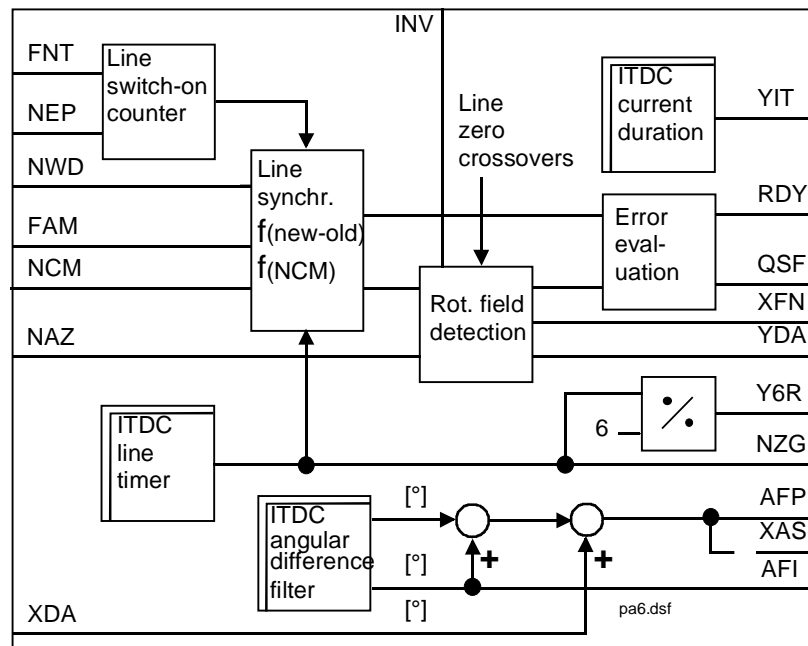 INV
FNT
Line
switch-on
counter
ITDC
current
duration
YIT
NEP
Line
zero
crossovers
NWD
Line
synchr.
f(new-old)
f(NCM)
RDY
FAM
Error
eval-
uation
NCM
QSF
Rot. field
detection
XFN
NAZ
YDA
ITDC
line
timer
6
Y6R
NZG
ITDC
angular
difference
filter
[°]
AFP
XAS
+
+
[°]
AFI
[°]
XDA
pa6.dsf